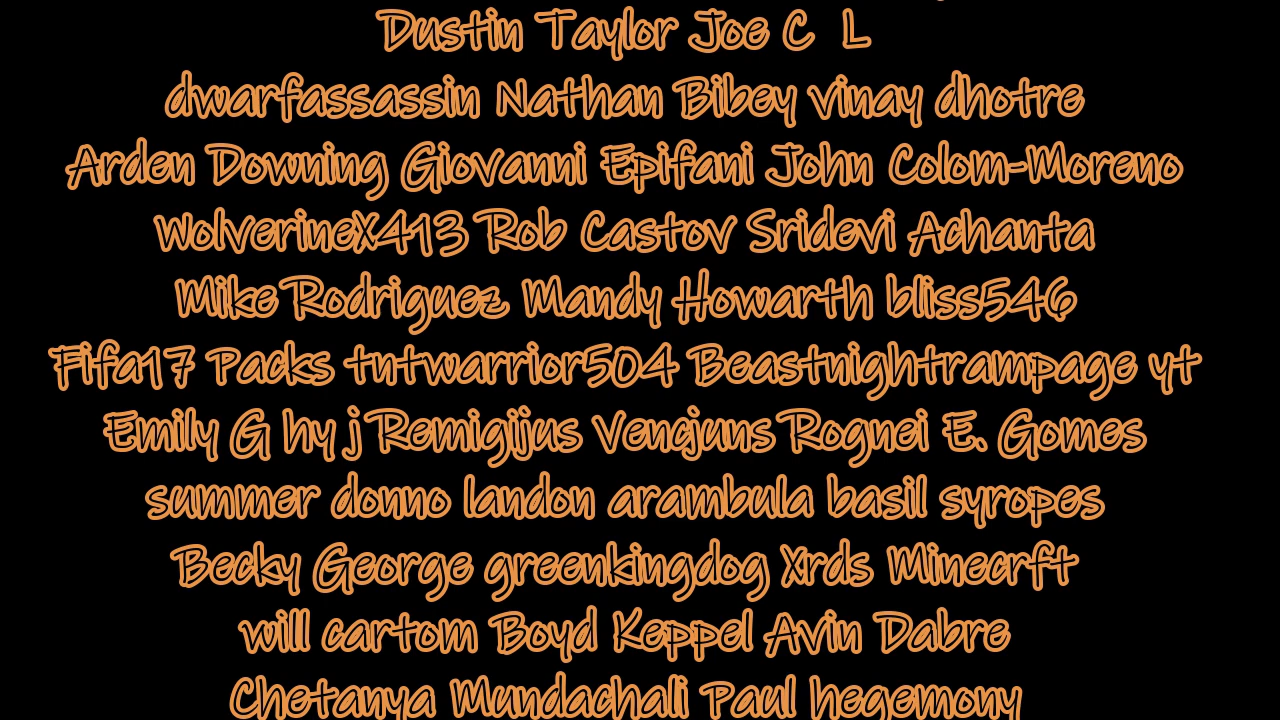 Dustin Taylor Joe C L
dwarfassassin Nathan Bibey vinay dhotre
Arden Downing Giovanni Epifani John Colom-Moreno
WolverineX413 Rob Castov Sridevi Achanta
Mike Rodriguez Mandy Howarth bliss546
Fifa17 Packs tntwarrior504 Beastnightrampage yt
Emily G hy j Remigijus Vencjuns Rognei E. Gomes
summer donno landon arambula basil syropes
Becky George greenkingdog Xrds Minecrft
will cartom Boyd Keppel Avin Dabre
Chetanya Mundachali Paul hegemony